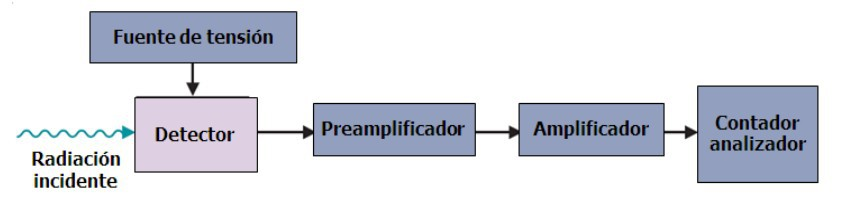 Fuente de tensión
Detector
Preamplificador
Amplificador
Contador
analizador
Radiación
incidente